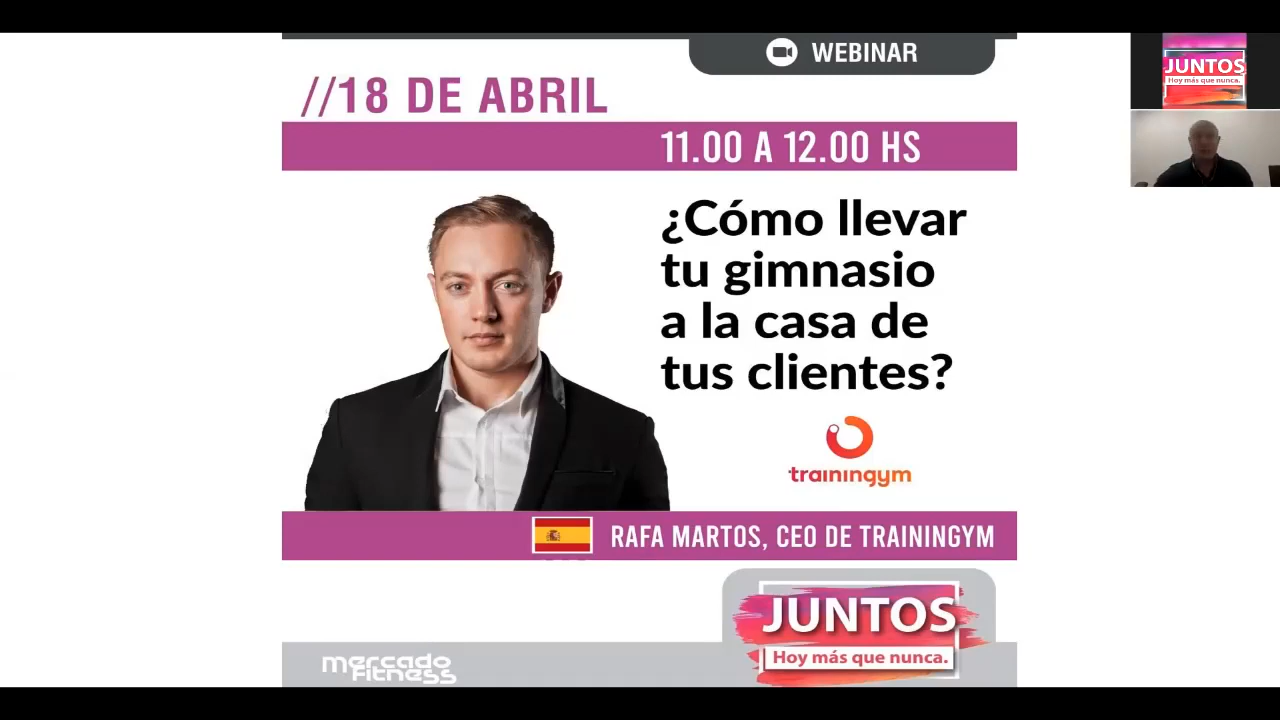 WEBINAR
//18 DE ABRIL
11.00 A 12.00 HS
¿Cómo llevar
tu gimnasio
a la casa de
tus clientes?
trainingym
RAFA MARTOS, CEO DE TRAININGYM
JUNTOS
Hoy más que nunca.
mercado
FITNESS
JUNTOS
Hoy más que nunca.